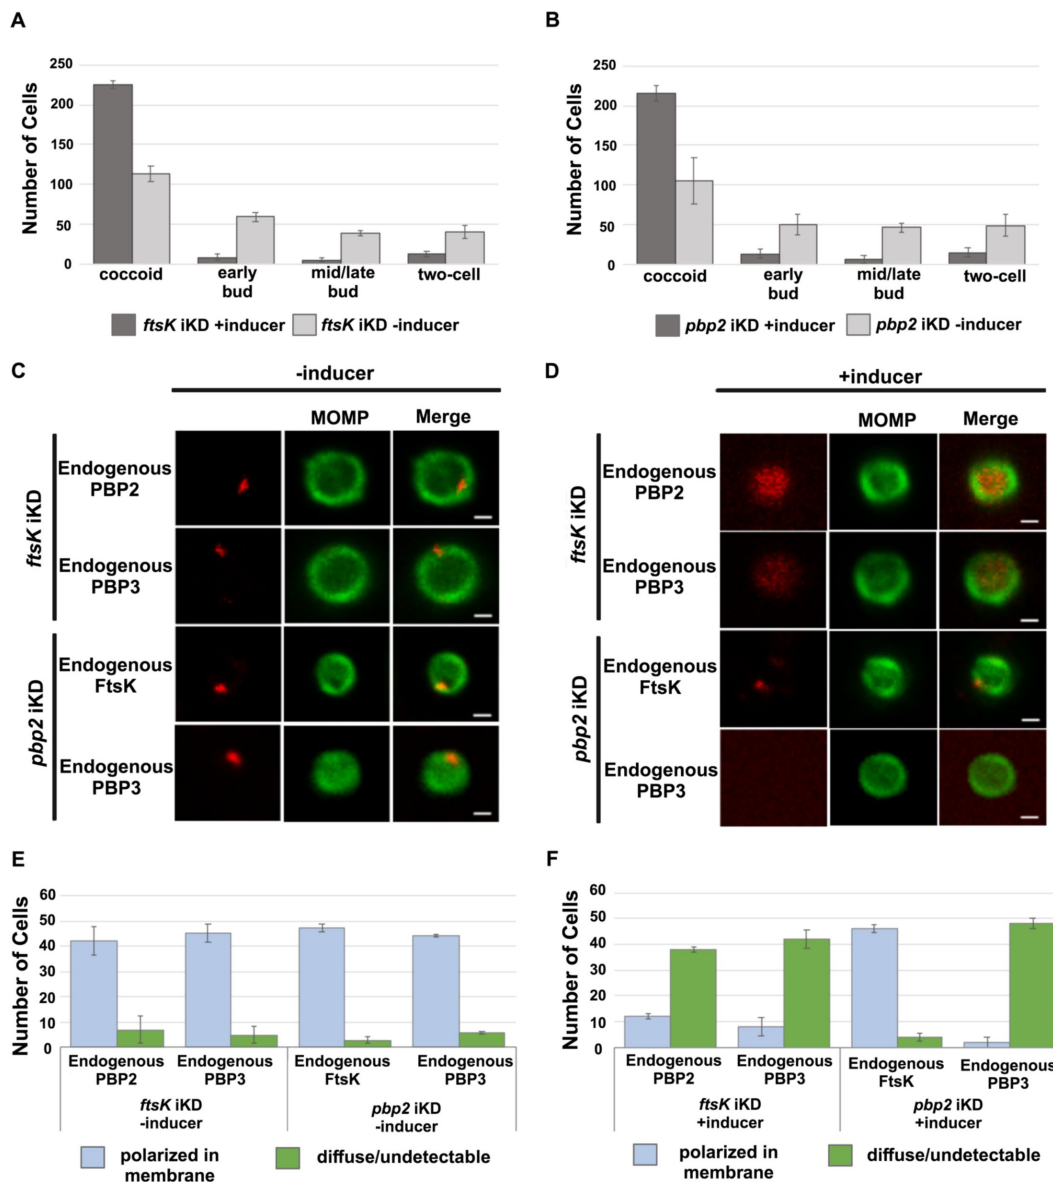 A
Number of Cells
250
200
150
100
50
0
coccoid
early
bud
mid/late
bud
two-cell
ftsK iKD +inducer
ftsK iKD -inducer
B
Number of Cells
250
200
150
100
50
0
coccoid
early
bud
mid/late
bud
two-cell
pbp2 iKD +inducer
pbp2 iKD -inducer
C
-inducer
MOMP
Merge
ftsK iKD
Endogenous
PBP2
Endogenous
PBP3
pbp2 iKD
Endogenous
FtsK
Endogenous
PBP3
D
+inducer
MOMP
Merge
ftsK iKD
Endogenous
PBP2
Endogenous
PBP3
pbp2 iKD
Endogenous
FtsK
Endogenous
PBP3
E
Number of Cells
60
50
40
30
20
10
0
Endogenous
PBP2
Endogenous
PBP3
Endogenous
FtsK
Endogenous
PBP3
ftsK iKD
-inducer
pbp2 iKD
-inducer
polarized in
membrane
diffuse/undetectable
F
Number of Cells
60
50
40
30
20
10
0
Endogenous
PBP2
Endogenous
PBP3
Endogenous
FtsK
Endogenous
PBP3
ftsK iKD
+inducer
pbp2 iKD
+inducer
polarized in
membrane
diffuse/undetectable